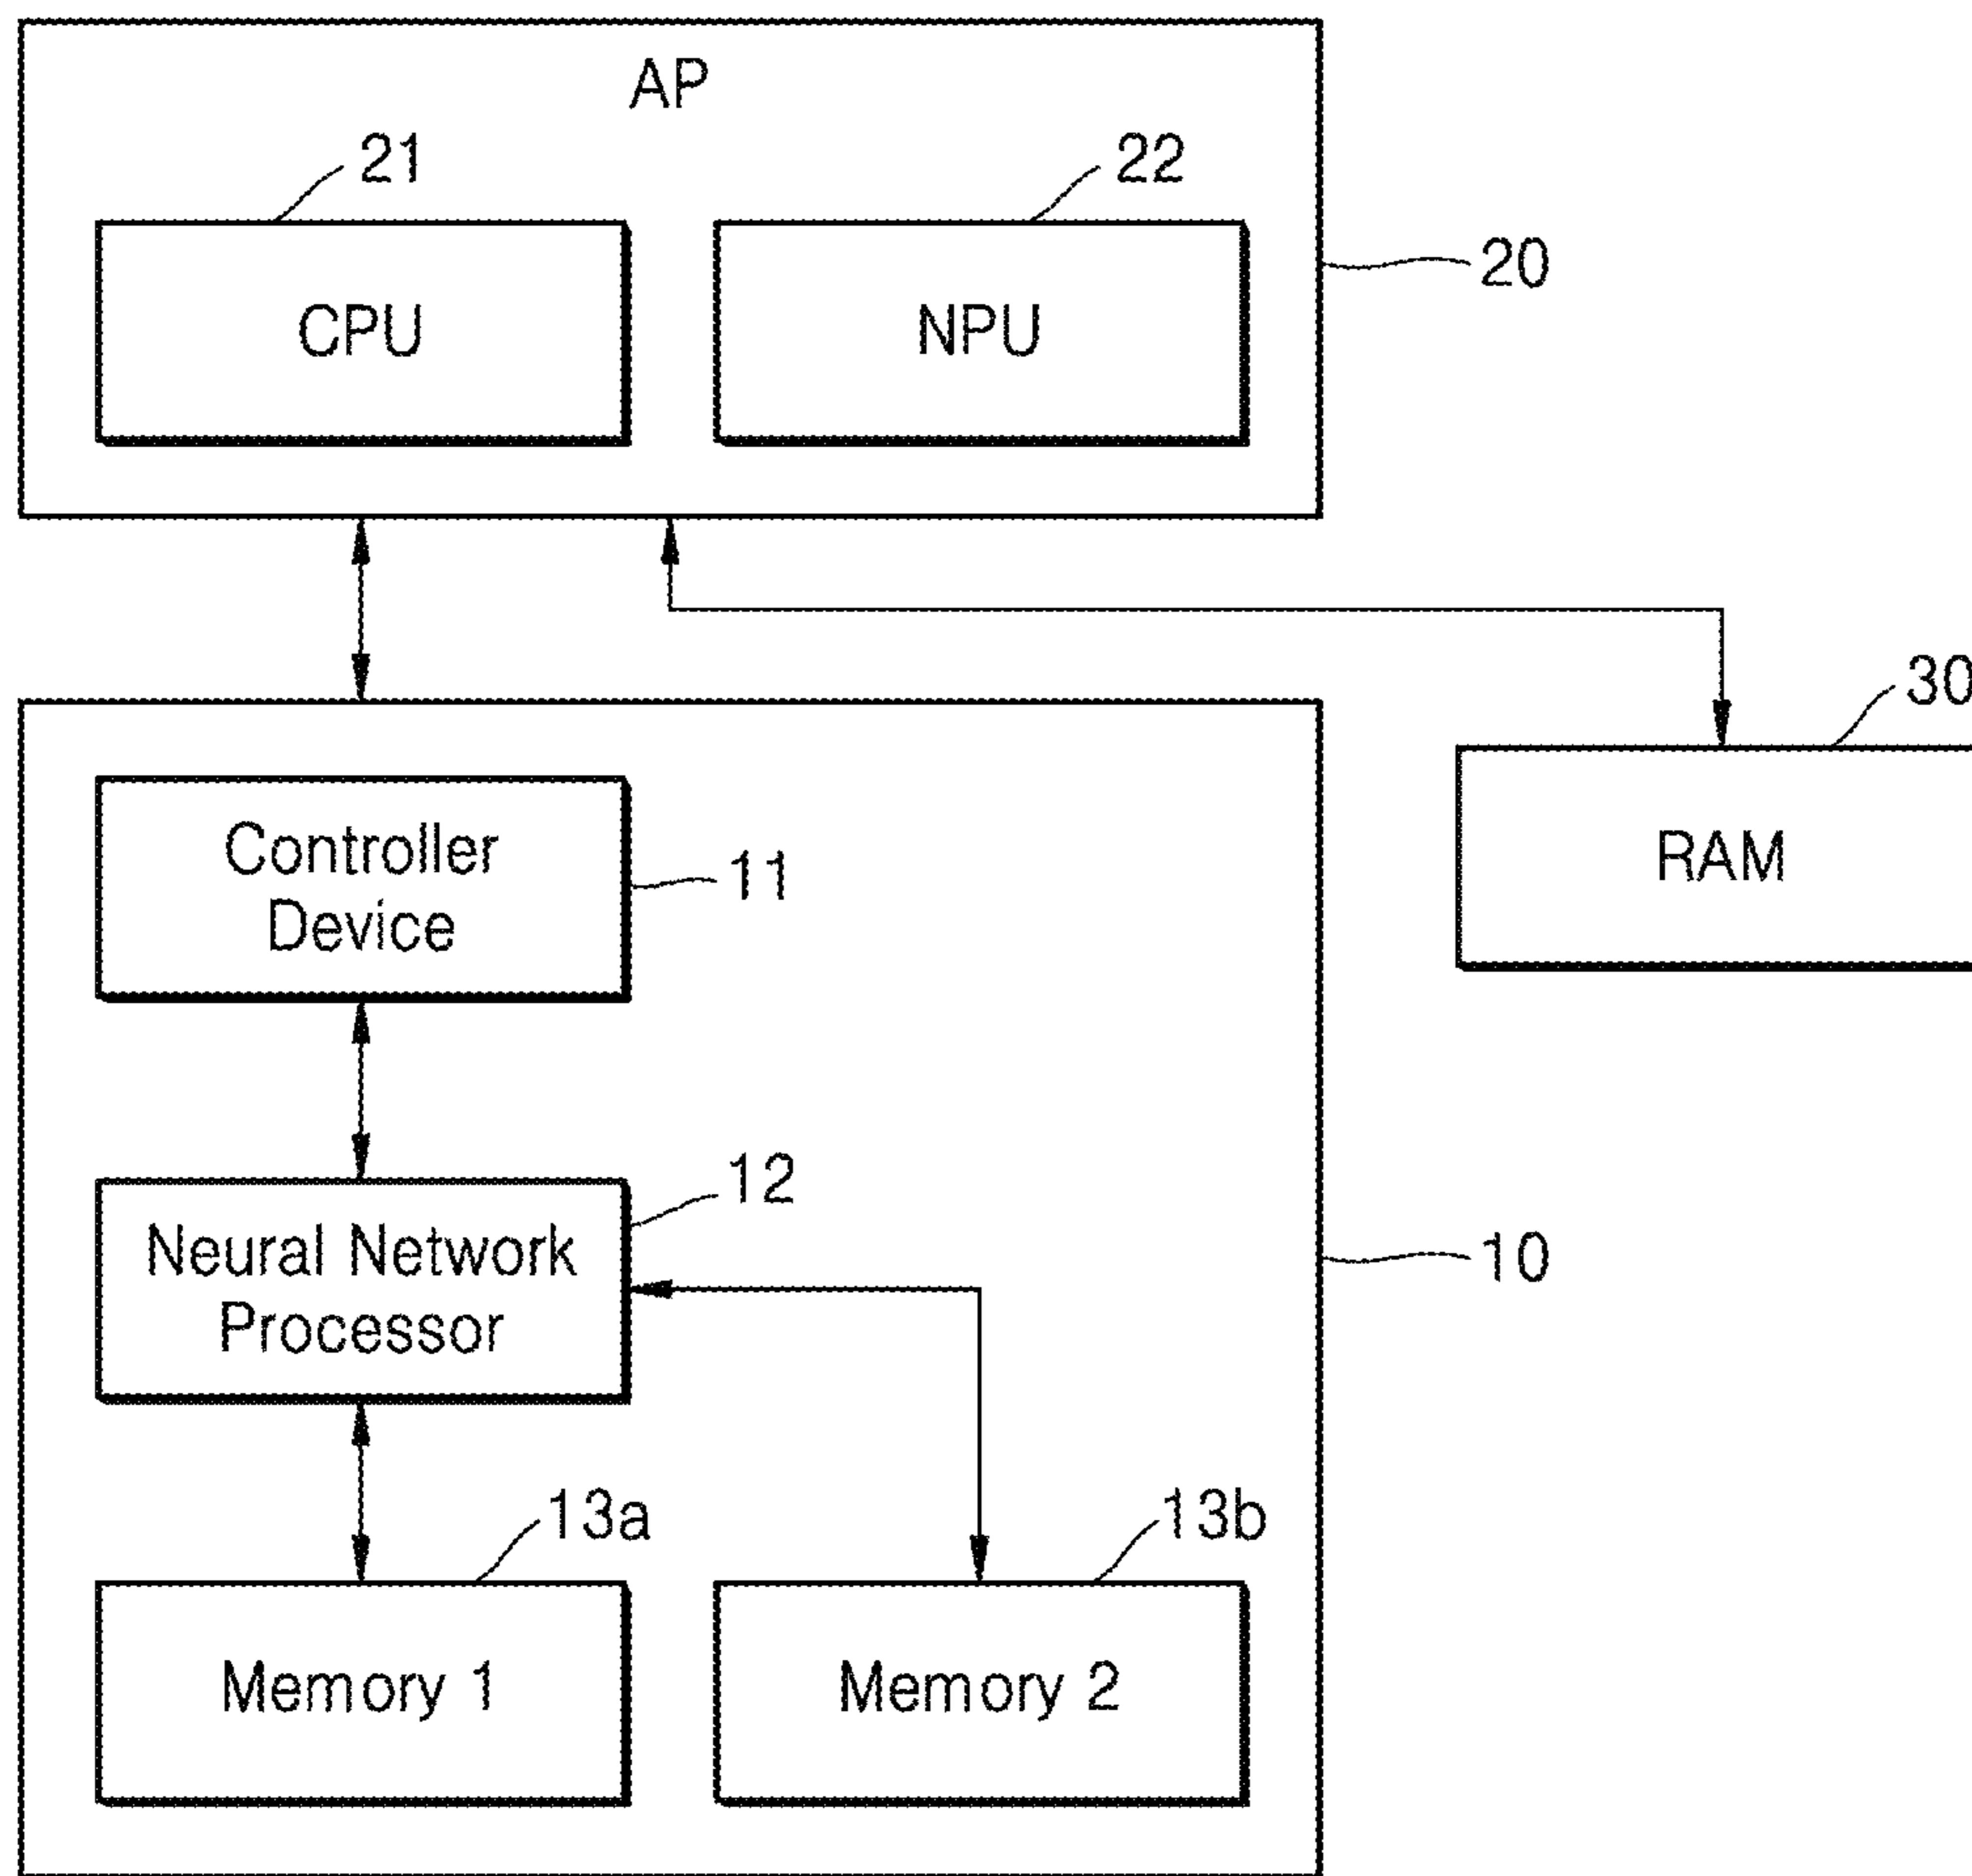 AP
21
22
CPU
NPU
20
30
Controller
Device
11
RAM
12
Neural Network
Processor
10
13a
13b
Memory 1
Memory 2